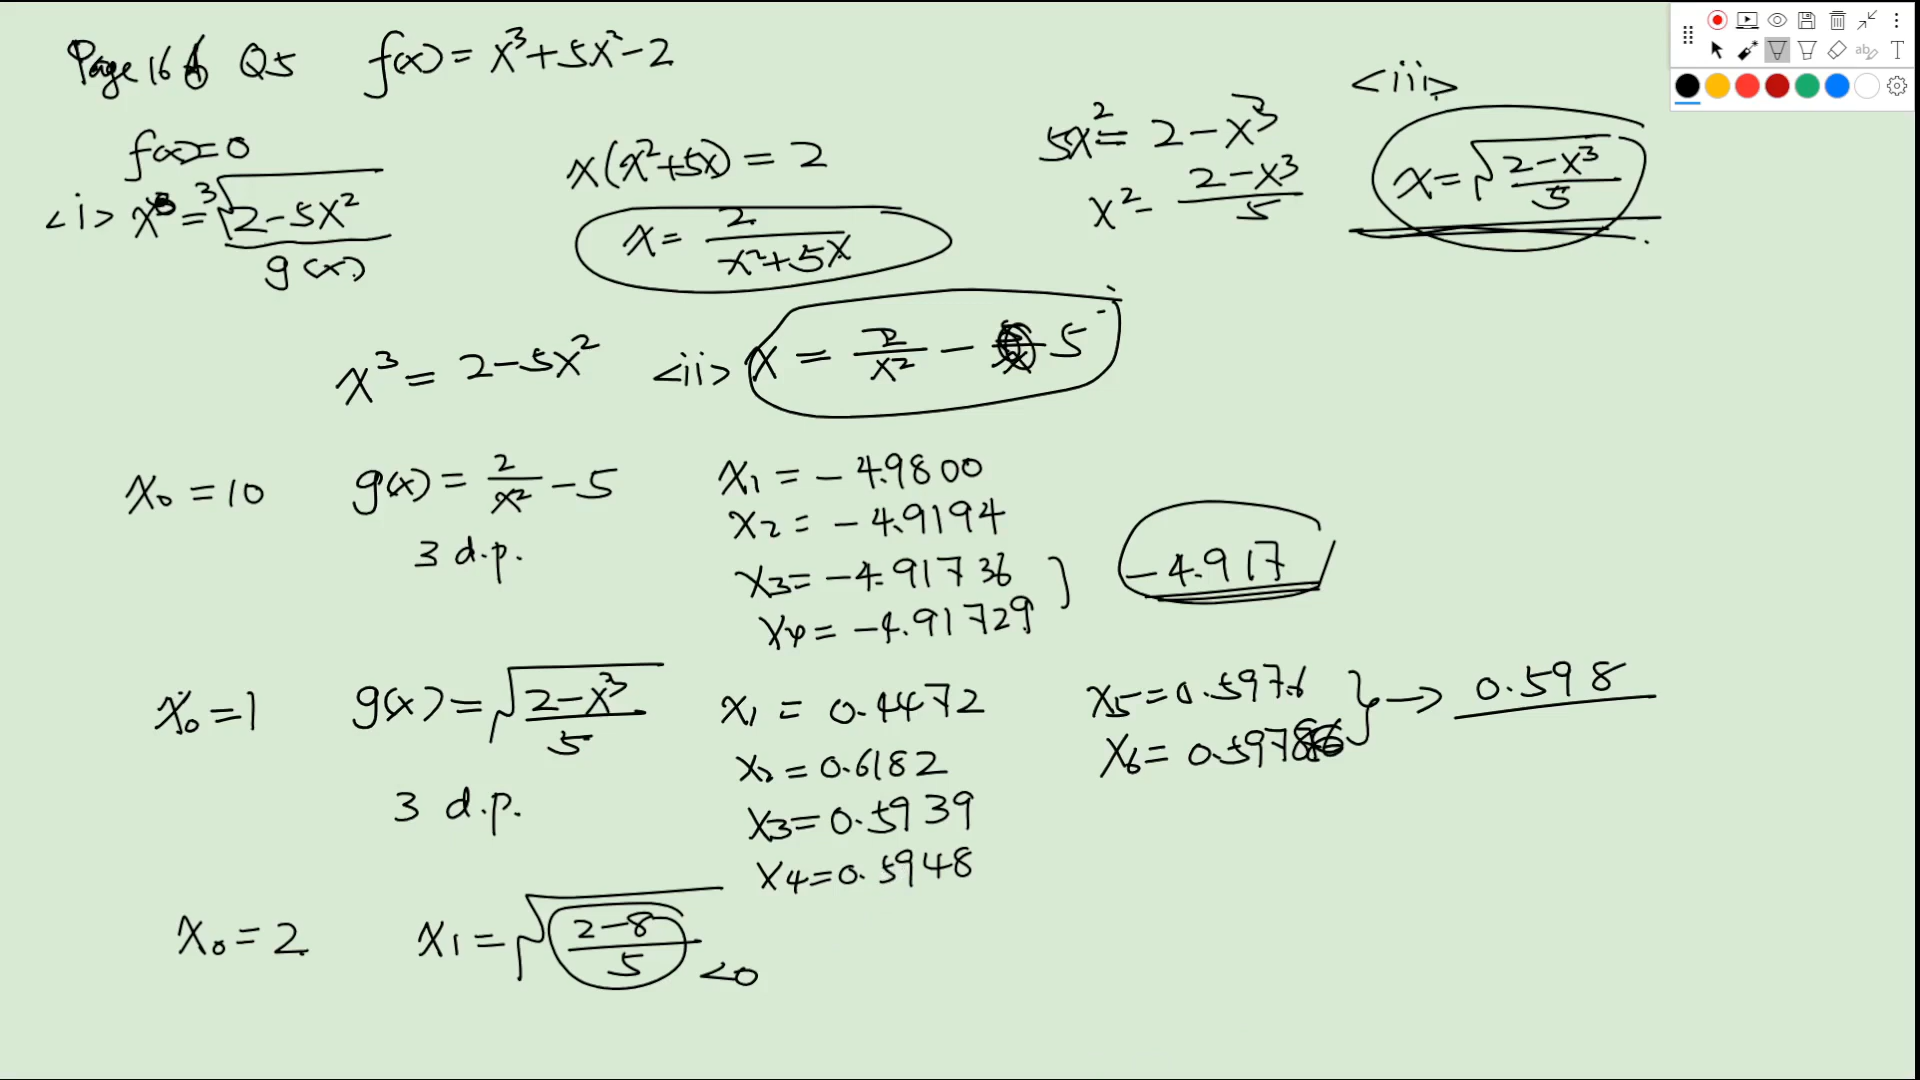 Page 166 Q5 f(x) = x³+5x²-2
f(x)=0
<i> x = ³√(2-5x²)
g(x)
x(x²+5x) = 2
x = 2/(x²+5x)
5x² = 2-x³
x² = (2-x³)/5
<iii>
x = √((2-x³)/5)
x³ = 2-5x²
<ii> x = 2/x² - 5
x₀ = 10
g(x) = 2/x² - 5
3 d.p.
x₁ = -4.9800
x₂ = -4.9194
x₃ = -4.91736
x₄ = -4.91729
-4.917
x₀ = 1
g(x) = √((2-x³)/5)
3 d.p.
x₁ = 0.4472
x₂ = 0.6182
x₃ = 0.5939
x₄ = 0.5948
x₅ = 0.5976
x₆ = 0.597
→ 0.598
x₀ = 2
x₁ = √((2-8)/5) <0